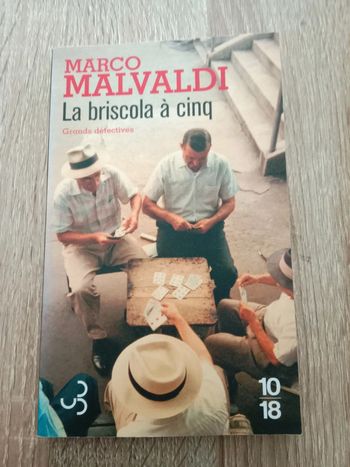 MARCO
MALVALDI
La briscola à cinq
Grands détectives
10
18